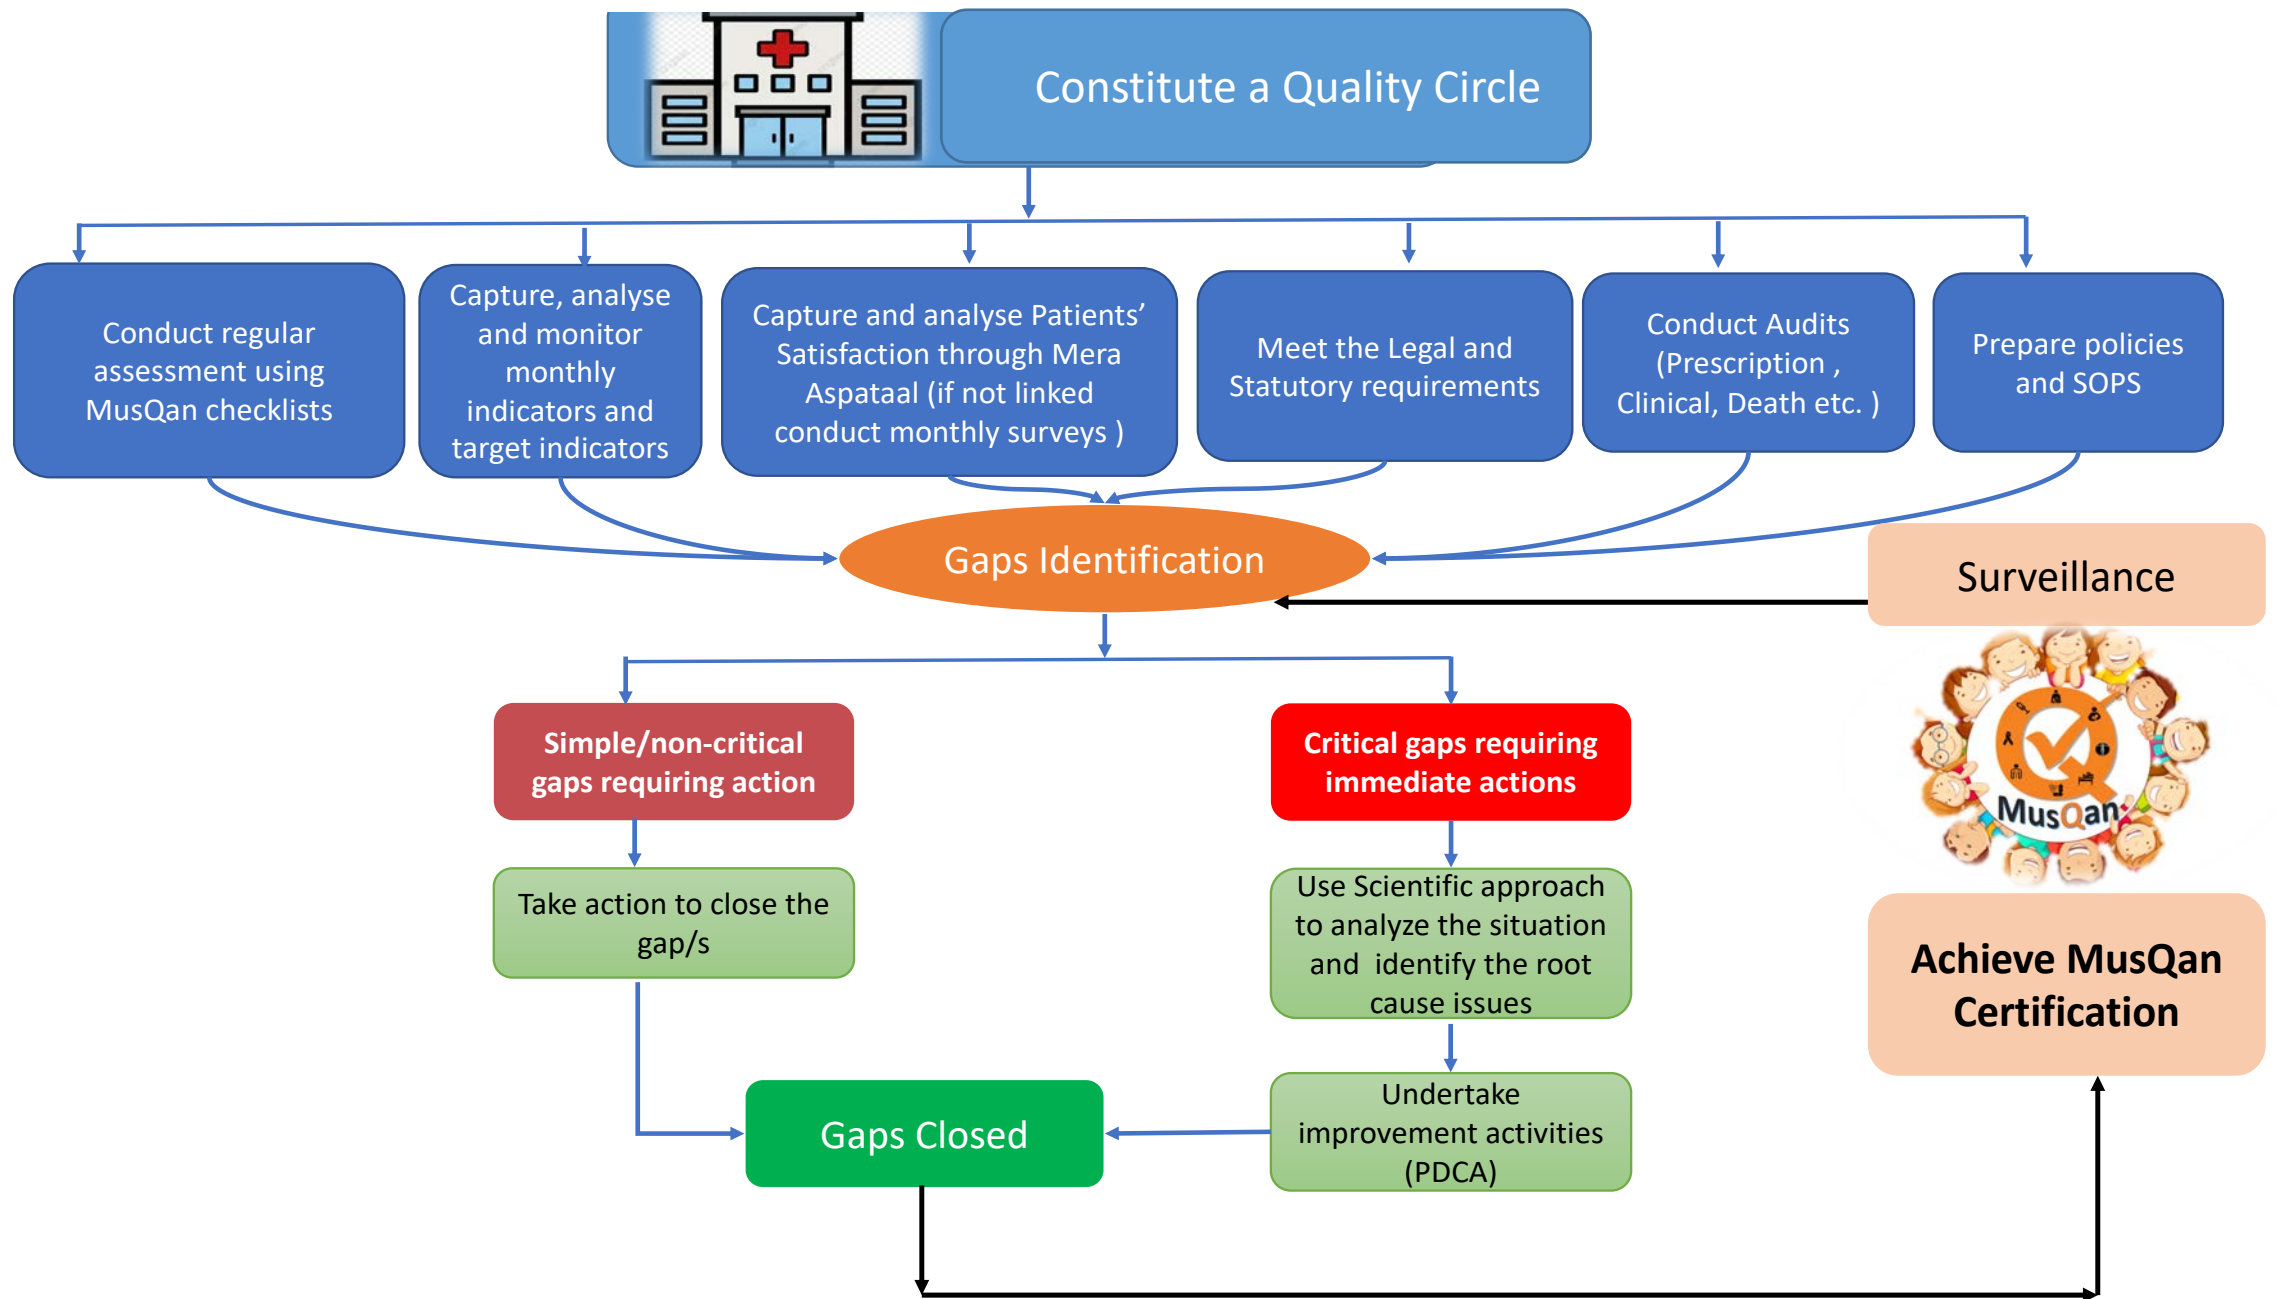 Constitute a Quality Circle
Conduct regular
assessment using
MusQan checklists
Capture, analyse
and monitor
monthly
indicators and
target indicators
Capture and analyse Patients’
Satisfaction through Mera
Aspataal (if not linked
conduct monthly surveys )
Meet the Legal and
Statutory requirements
Conduct Audits
(Prescription ,
Clinical, Death etc. )
Prepare policies
and SOPS
Gaps Identification
Surveillance
Simple/non-critical
gaps requiring action
Critical gaps requiring
immediate actions
MusQan
Take action to close the
gap/s
Use Scientific approach
to analyze the situation
and  identify the root
cause issues
Achieve MusQan
Certification
Gaps Closed
Undertake
improvement activities
(PDCA)